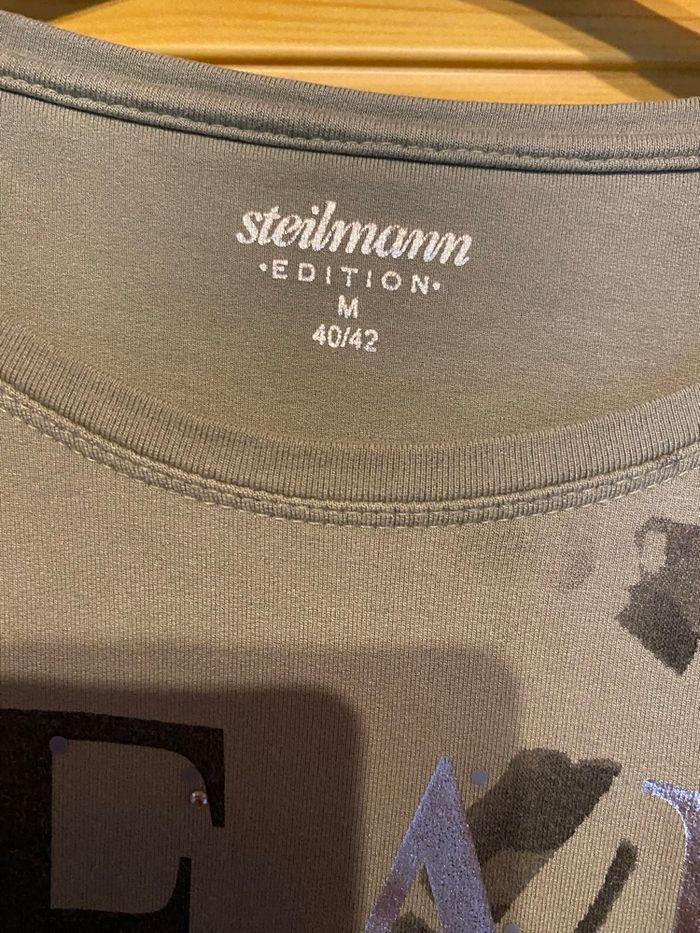 steilmann
•EDITION•
M
40/42